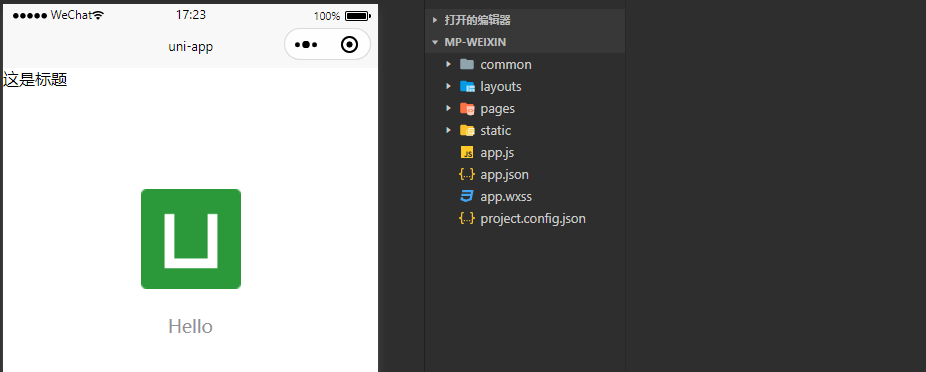 WeChat 17:23 100%
uni-app
这是标题
Hello
打开的编辑器
MP-WEIXIN
common
layouts
pages
static
app.js
app.json
app.wxss
project.config.json